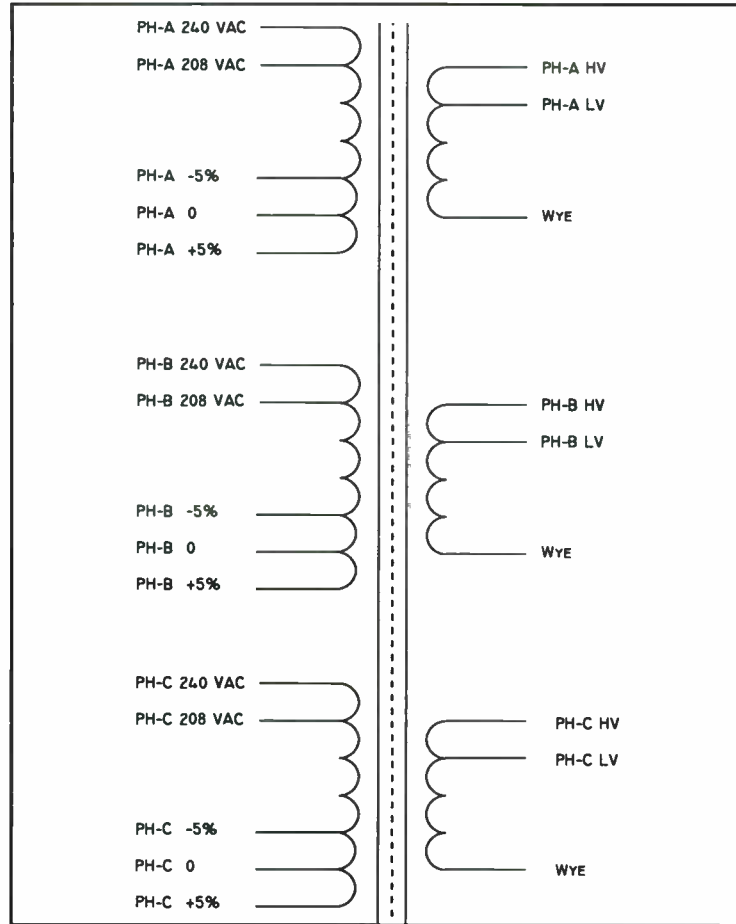 PH-A 240 VAC
PH-A 208 VAC
PH-A HV
PH-A LV
PH-A -5%
PH-A 0
WYE
PH-A +5%
PH-B 240 VAC
PH-B 208 VAC
PH-B HV
PH-B LV
PH-B -5%
PH-B 0
WYE
PH-B +5%
PH-C 240 VAC
PH-C 208 VAC
PH-C HV
PH-C LV
PH-C -5%
PH-C 0
WYE
PH-C +5%